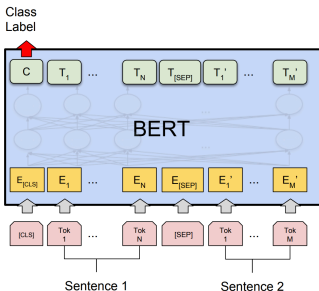 Class
Label
C T1 ... TN T[SEP] T1' ... TM'
BERT
E[CLS] E1 ... EN E[SEP] E1' ... EM'
[CLS] Tok 1 ... Tok N [SEP] Tok 1 ... Tok M
Sentence 1 Sentence 2